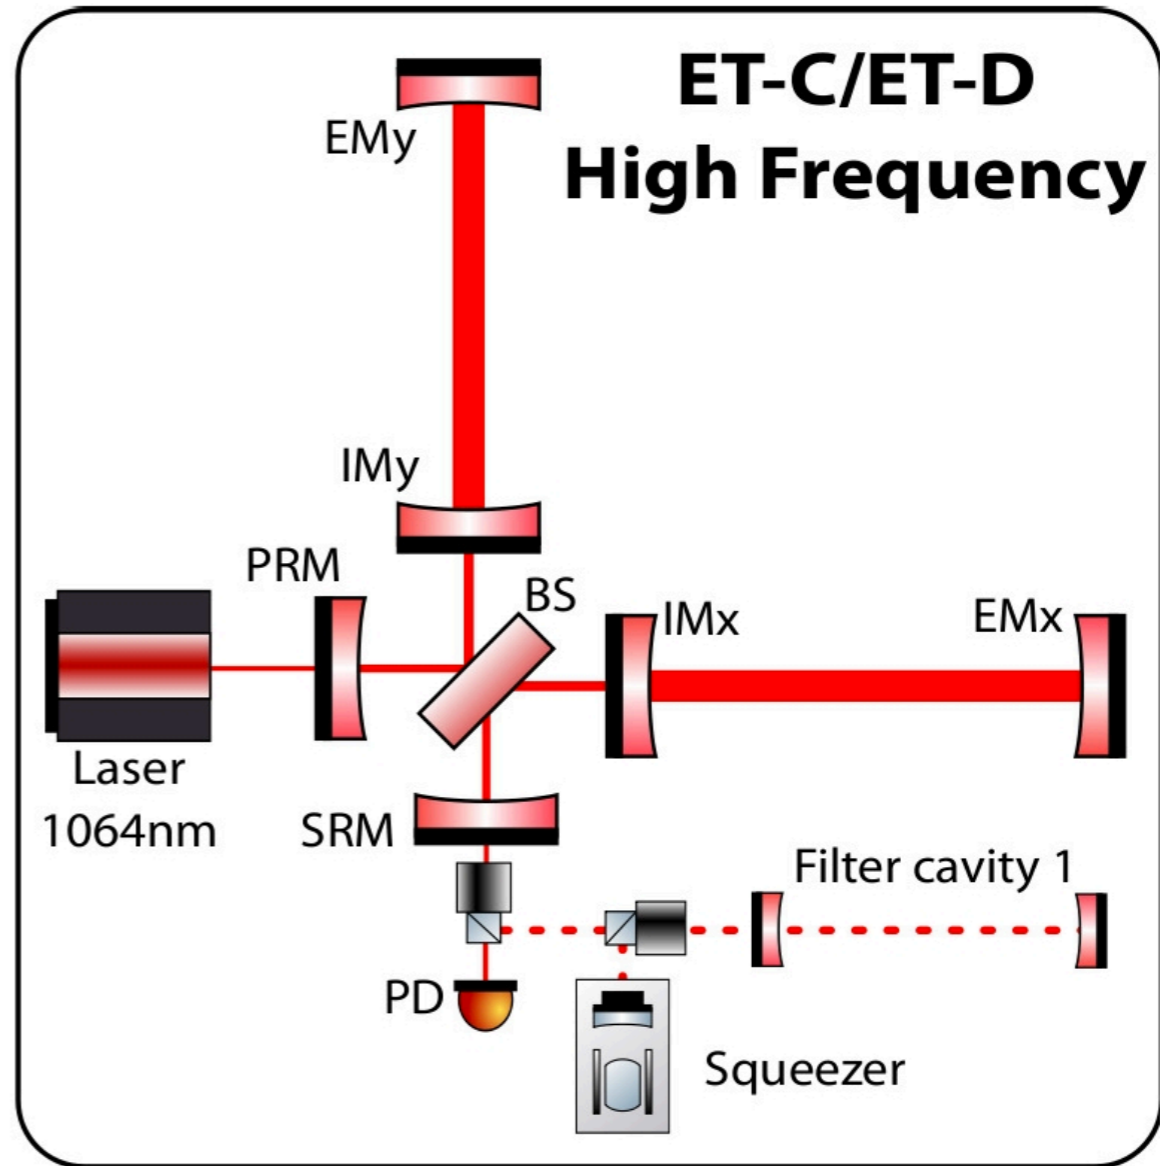 ET-C/ET-D
High Frequency
EMy
IMy
PRM
BS
IMx
EMx
Laser
1064nm
SRM
Filter cavity 1
PD
Squeezer